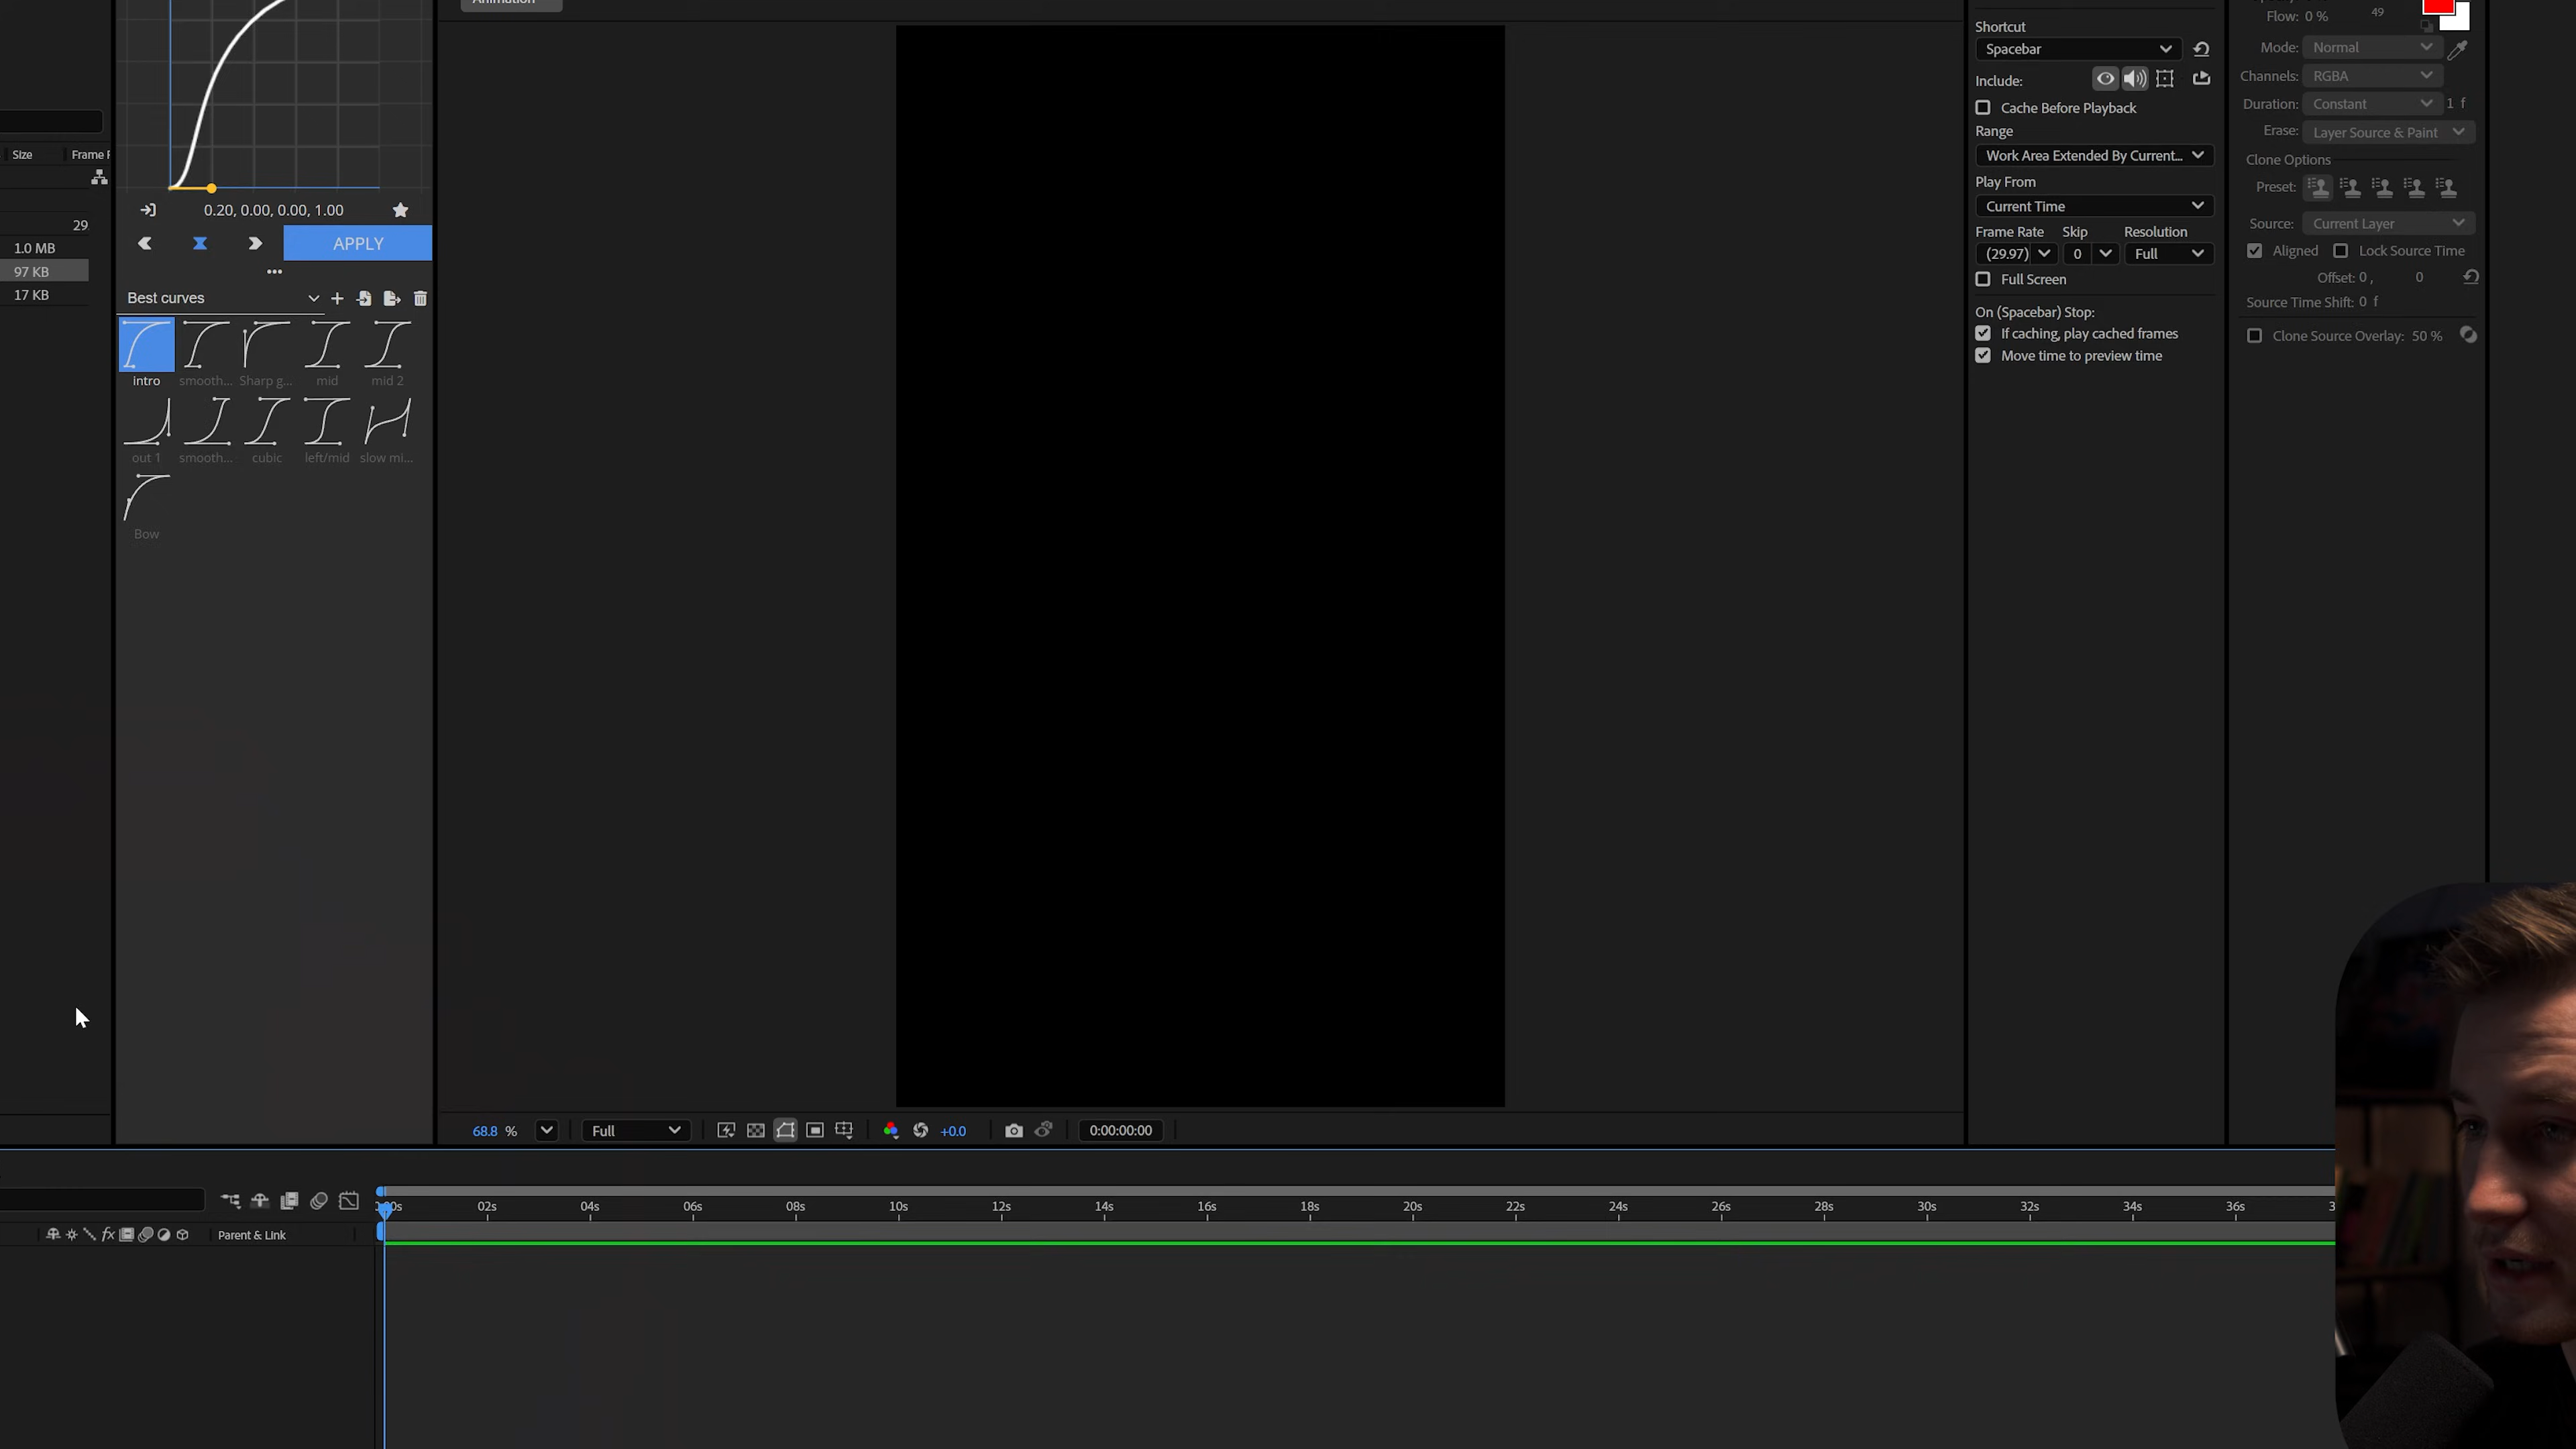 Animation
Size
Frame F
29.
1.0 MB
97 KB
17 KB
0.20, 0.00, 0.00, 1.00
APPLY
Best curves
intro
smooth...
Sharp g...
mid
mid 2
out 1
smooth...
cubic
left/mid
slow mi...
Bow
Shortcut
Spacebar
Include:
Cache Before Playback
Range
Work Area Extended By Current...
Play From
Current Time
Frame Rate
Skip
Resolution
(29.97)
0
Full
Full Screen
On (Spacebar) Stop:
If caching, play cached frames
Move time to preview time
Flow: 0 %
49
Mode: Normal
Channels: RGBA
Duration: Constant
1 f
Erase: Layer Source & Paint
Clone Options
Preset:
Source: Current Layer
Aligned
Lock Source Time
Offset: 0 ,
0
Source Time Shift: 0 f
Clone Source Overlay: 50 %
68.8 %
Full
+0.0
0:00:00:00
02s
04s
06s
08s
10s
12s
14s
16s
18s
20s
22s
24s
26s
28s
30s
32s
34s
36s
fx
Parent & Link